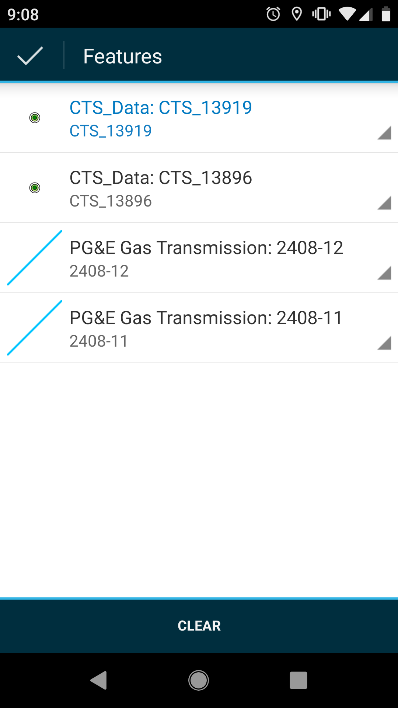 9:08
Features
CTS_Data: CTS_13919
CTS_13919
CTS_Data: CTS_13896
CTS_13896
PG&E Gas Transmission: 2408-12
2408-12
PG&E Gas Transmission: 2408-11
2408-11
CLEAR